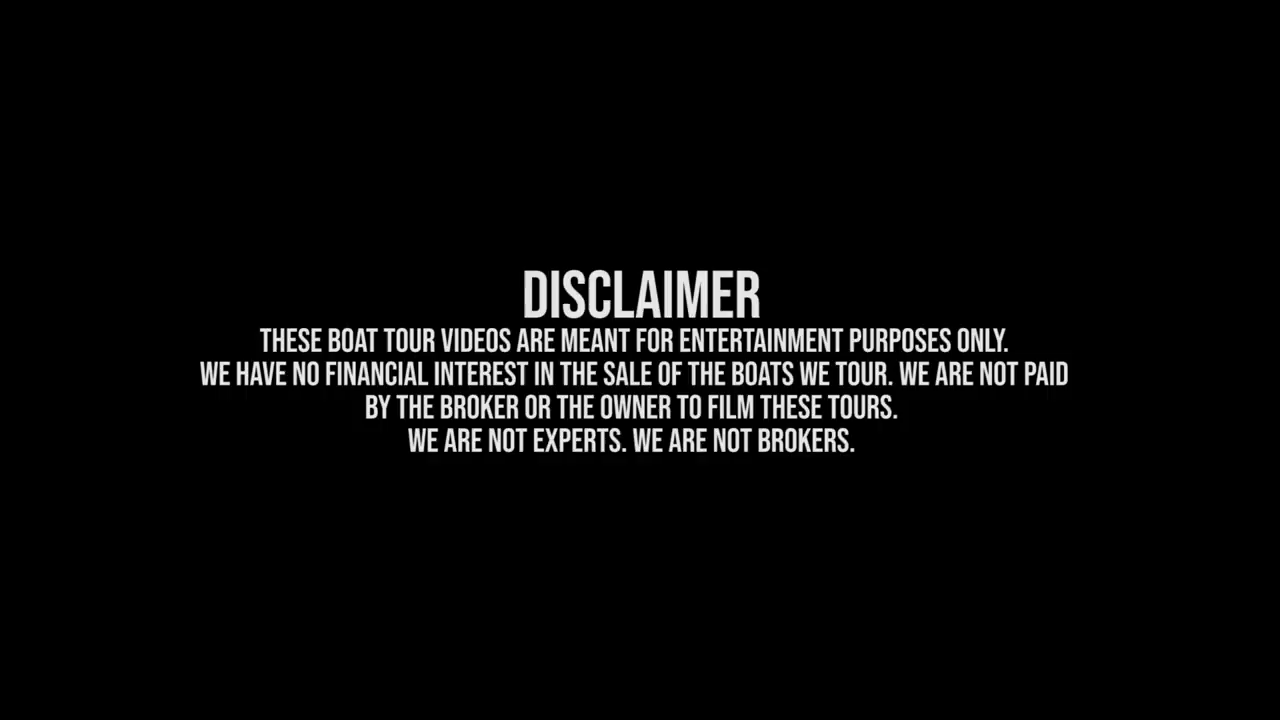 DISCLAIMER
THESE BOAT TOUR VIDEOS ARE MEANT FOR ENTERTAINMENT PURPOSES ONLY.
WE HAVE NO FINANCIAL INTEREST IN THE SALE OF THE BOATS WE TOUR. WE ARE NOT PAID
BY THE BROKER OR THE OWNER TO FILM THESE TOURS.
WE ARE NOT EXPERTS. WE ARE NOT BROKERS.